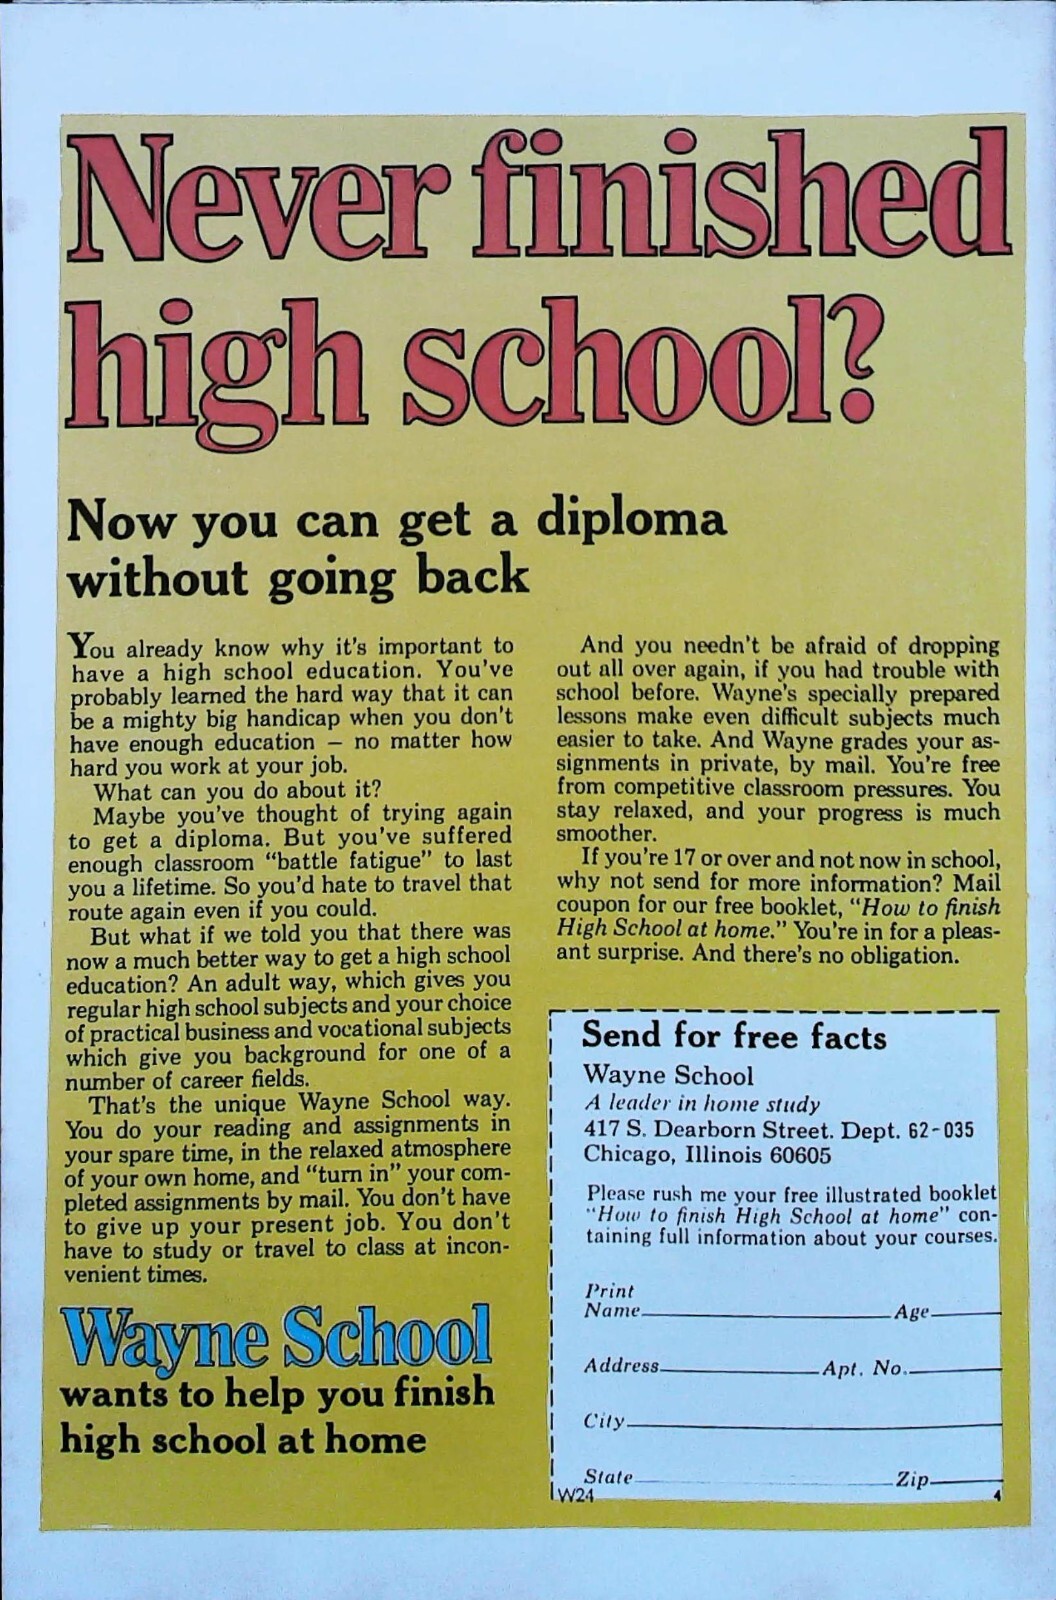 Never finished
high school?
Now you can get a diploma
without going back
You already know why it's important to
have a high school education. You've
probably learned the hard way that it can
be a mighty big handicap when you don't
have enough education – no matter how
hard you work at your job.
What can you do about it?
Maybe you've thought of trying again
to get a diploma. But you've suffered
enough classroom "battle fatigue" to last
you a lifetime. So you'd hate to travel that
route again even if you could.
But what if we told you that there was
now a much better way to get a high school
education? An adult way, which gives you
regular high school subjects and your choice
of practical business and vocational subjects
which give you background for one of a
number of career fields.
That's the unique Wayne School way.
You do your reading and assignments in
your spare time, in the relaxed atmosphere
of your own home, and "turn in" your com-
pleted assignments by mail. You don't have
to give up your present job. You don't
have to study or travel to class at incon-
venient times.
Wayne School
wants to help you finish
high school at home
And you needn't be afraid of dropping
out all over again, if you had trouble with
school before. Wayne's specially prepared
lessons make even difficult subjects much
easier to take. And Wayne grades your as-
signments in private, by mail. You're free
from competitive classroom pressures. You
stay relaxed, and your progress is much
smoother.
If you're 17 or over and not now in school,
why not send for more information? Mail
coupon for our free booklet, "How to finish
High School at home." You're in for a pleas-
ant surprise. And there's no obligation.
Send for free facts
Wayne School
A leader in home study
417 S. Dearborn Street. Dept. 62-035
Chicago, Illinois 60605
Please rush me your free illustrated booklet
"How to finish High School at home" con-
taining full information about your courses.
Print
Name Age
Address Apt. No.
City
State Zip
W24 4